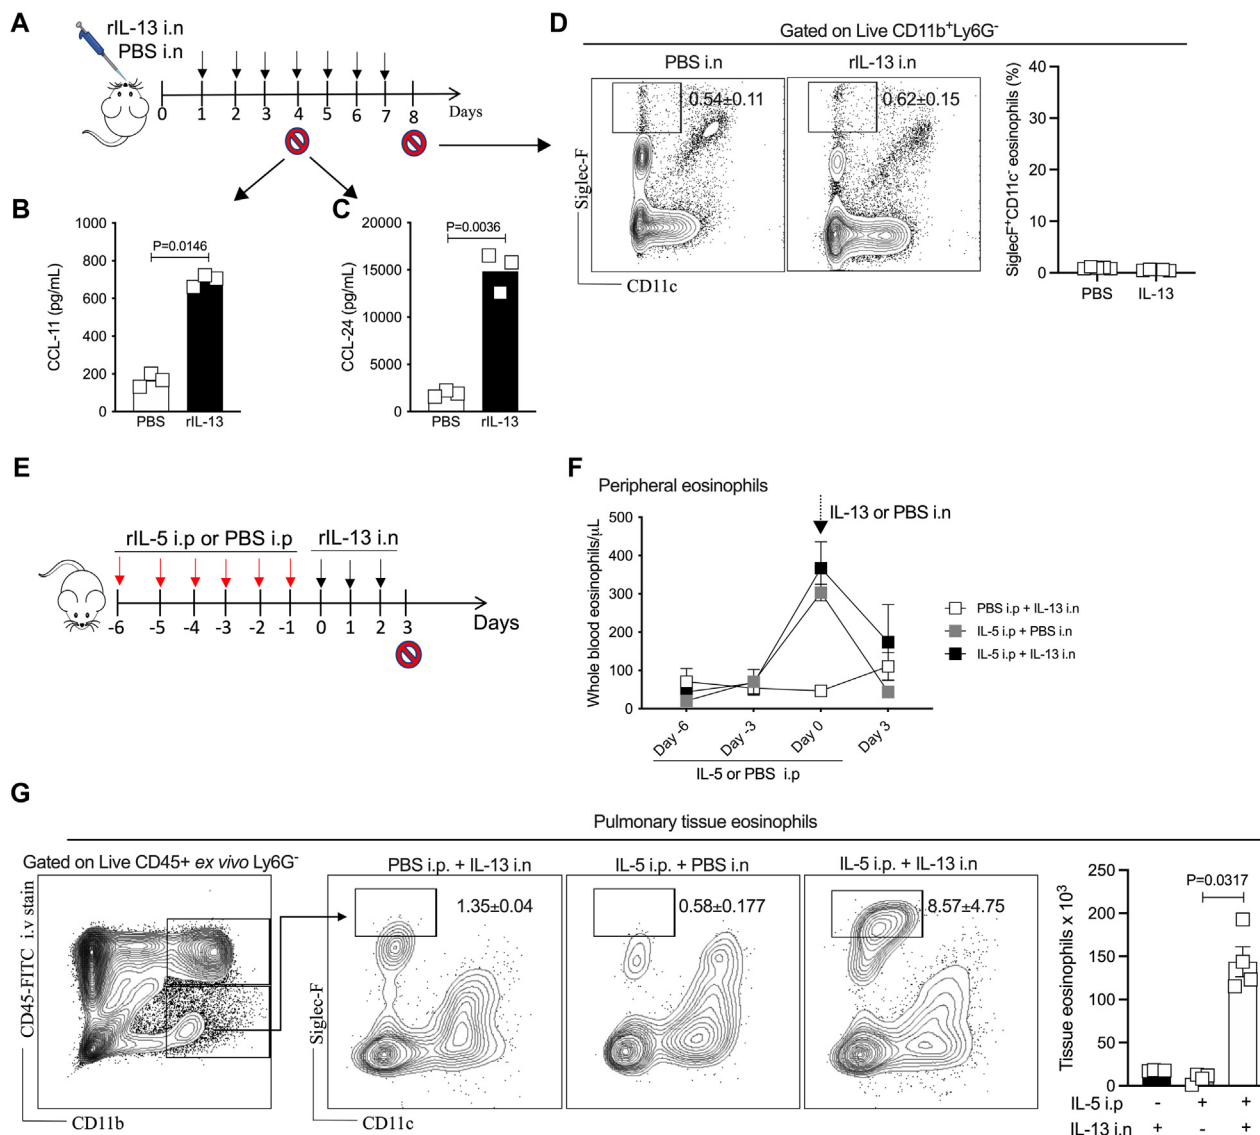 A
rIL-13 i.n
PBS i.n
0 1 2 3 4 5 6 7 8 Days
B
CCL-11 (pg/mL)
1000
800
600
400
200
0
P=0.0146
PBS rIL-13
C
CCL-24 (pg/mL)
20000
15000
10000
5000
0
P=0.0036
PBS rIL-13
D
Gated on Live CD11b+Ly6G-
PBS i.n rIL-13 i.n
0.54±0.11 0.62±0.15
Siglec-F
CD11c
SiglecF+CD11c- eosinophils (%)
40
30
20
10
0
PBS IL-13
E
rIL-5 i.p or PBS i.p rIL-13 i.n
-6 -5 -4 -3 -2 -1 0 1 2 3 Days
F
Peripheral eosinophils
IL-13 or PBS i.n
Whole blood eosinophils/µL
500
400
300
200
100
0
Day -6 Day -3 Day 0 Day 3
IL-5 or PBS i.p
PBS i.p + IL-13 i.n
IL-5 i.p + PBS i.n
IL-5 i.p + IL-13 i.n
G
Pulmonary tissue eosinophils
Gated on Live CD45+ ex vivo Ly6G-
CD45-FITC i.v stain
CD11b
PBS i.p. + IL-13 i.n IL-5 i.p. + PBS i.n IL-5 i.p. + IL-13 i.n
1.35±0.04 0.58±0.177 8.57±4.75
Siglec-F
CD11c
Tissue eosinophils x 10³
250
200
150
100
50
0
P=0.0317
IL-5 i.p - + +
IL-13 i.n + - +